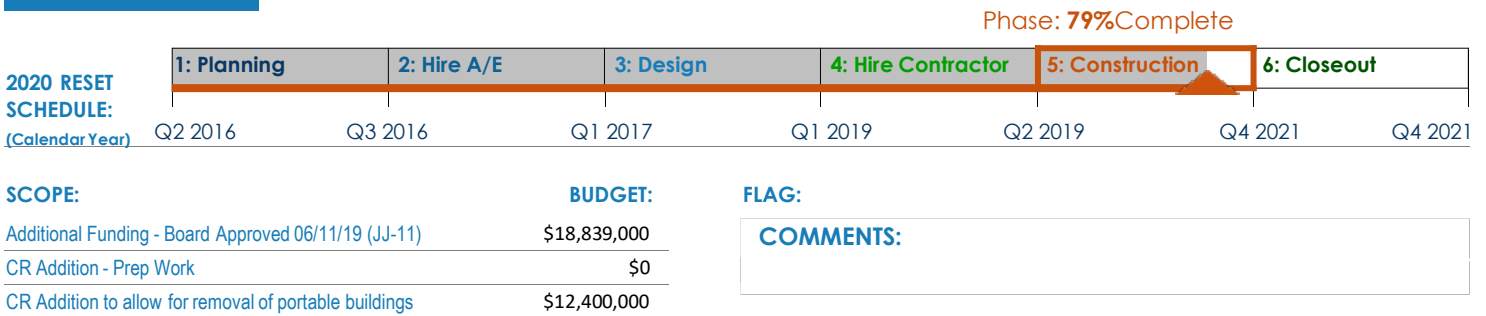 Phase: 79%Complete
2020 RESET SCHEDULE: (Calendar Year)
1: Planning 2: Hire A/E 3: Design 4: Hire Contractor 5: Construction 6: Closeout
Q2 2016 Q3 2016 Q1 2017 Q1 2019 Q2 2019 Q4 2021 Q4 2021
SCOPE: BUDGET: FLAG:
Additional Funding - Board Approved 06/11/19 (JJ-11) $18,839,000
COMMENTS:
CR Addition - Prep Work $0
CR Addition to allow for removal of portable buildings $12,400,000